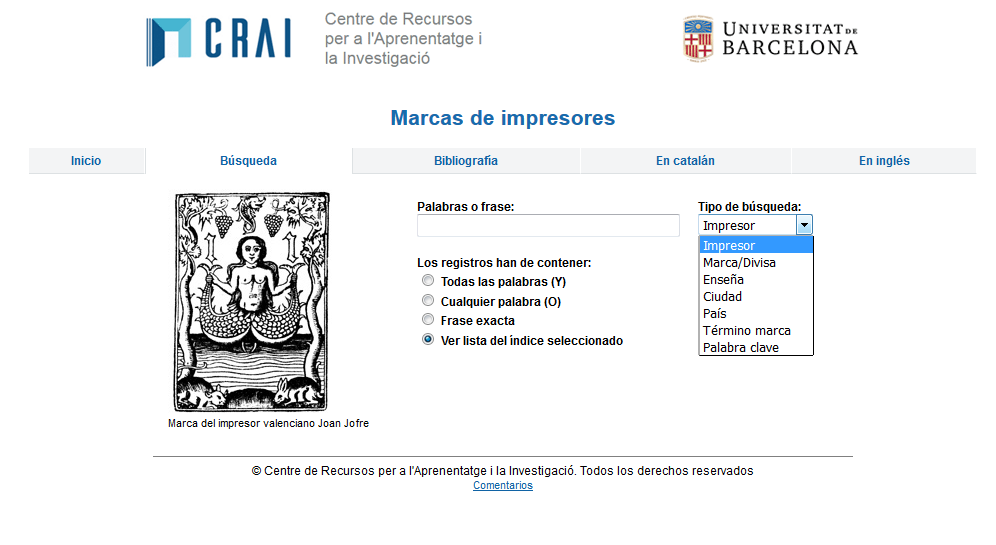 CRAI
Centre de Recursos
per a l'Aprenentatge i
la Investigació
UNIVERSITAT DE
BARCELONA
Marcas de impresores
Inicio
Búsqueda
Bibliografía
En catalán
En inglés
Palabras o frase:
Tipo de búsqueda:
Impresor
Impresor
Marca/Divisa
Enseña
Ciudad
País
Término marca
Palabra clave
Los registros han de contener:
Todas las palabras (Y)
Cualquier palabra (O)
Frase exacta
Ver lista del índice seleccionado
I I
Marca del impresor valenciano Joan Jofre
© Centre de Recursos per a l'Aprenentatge i la Investigació. Todos los derechos reservados
Comentarios